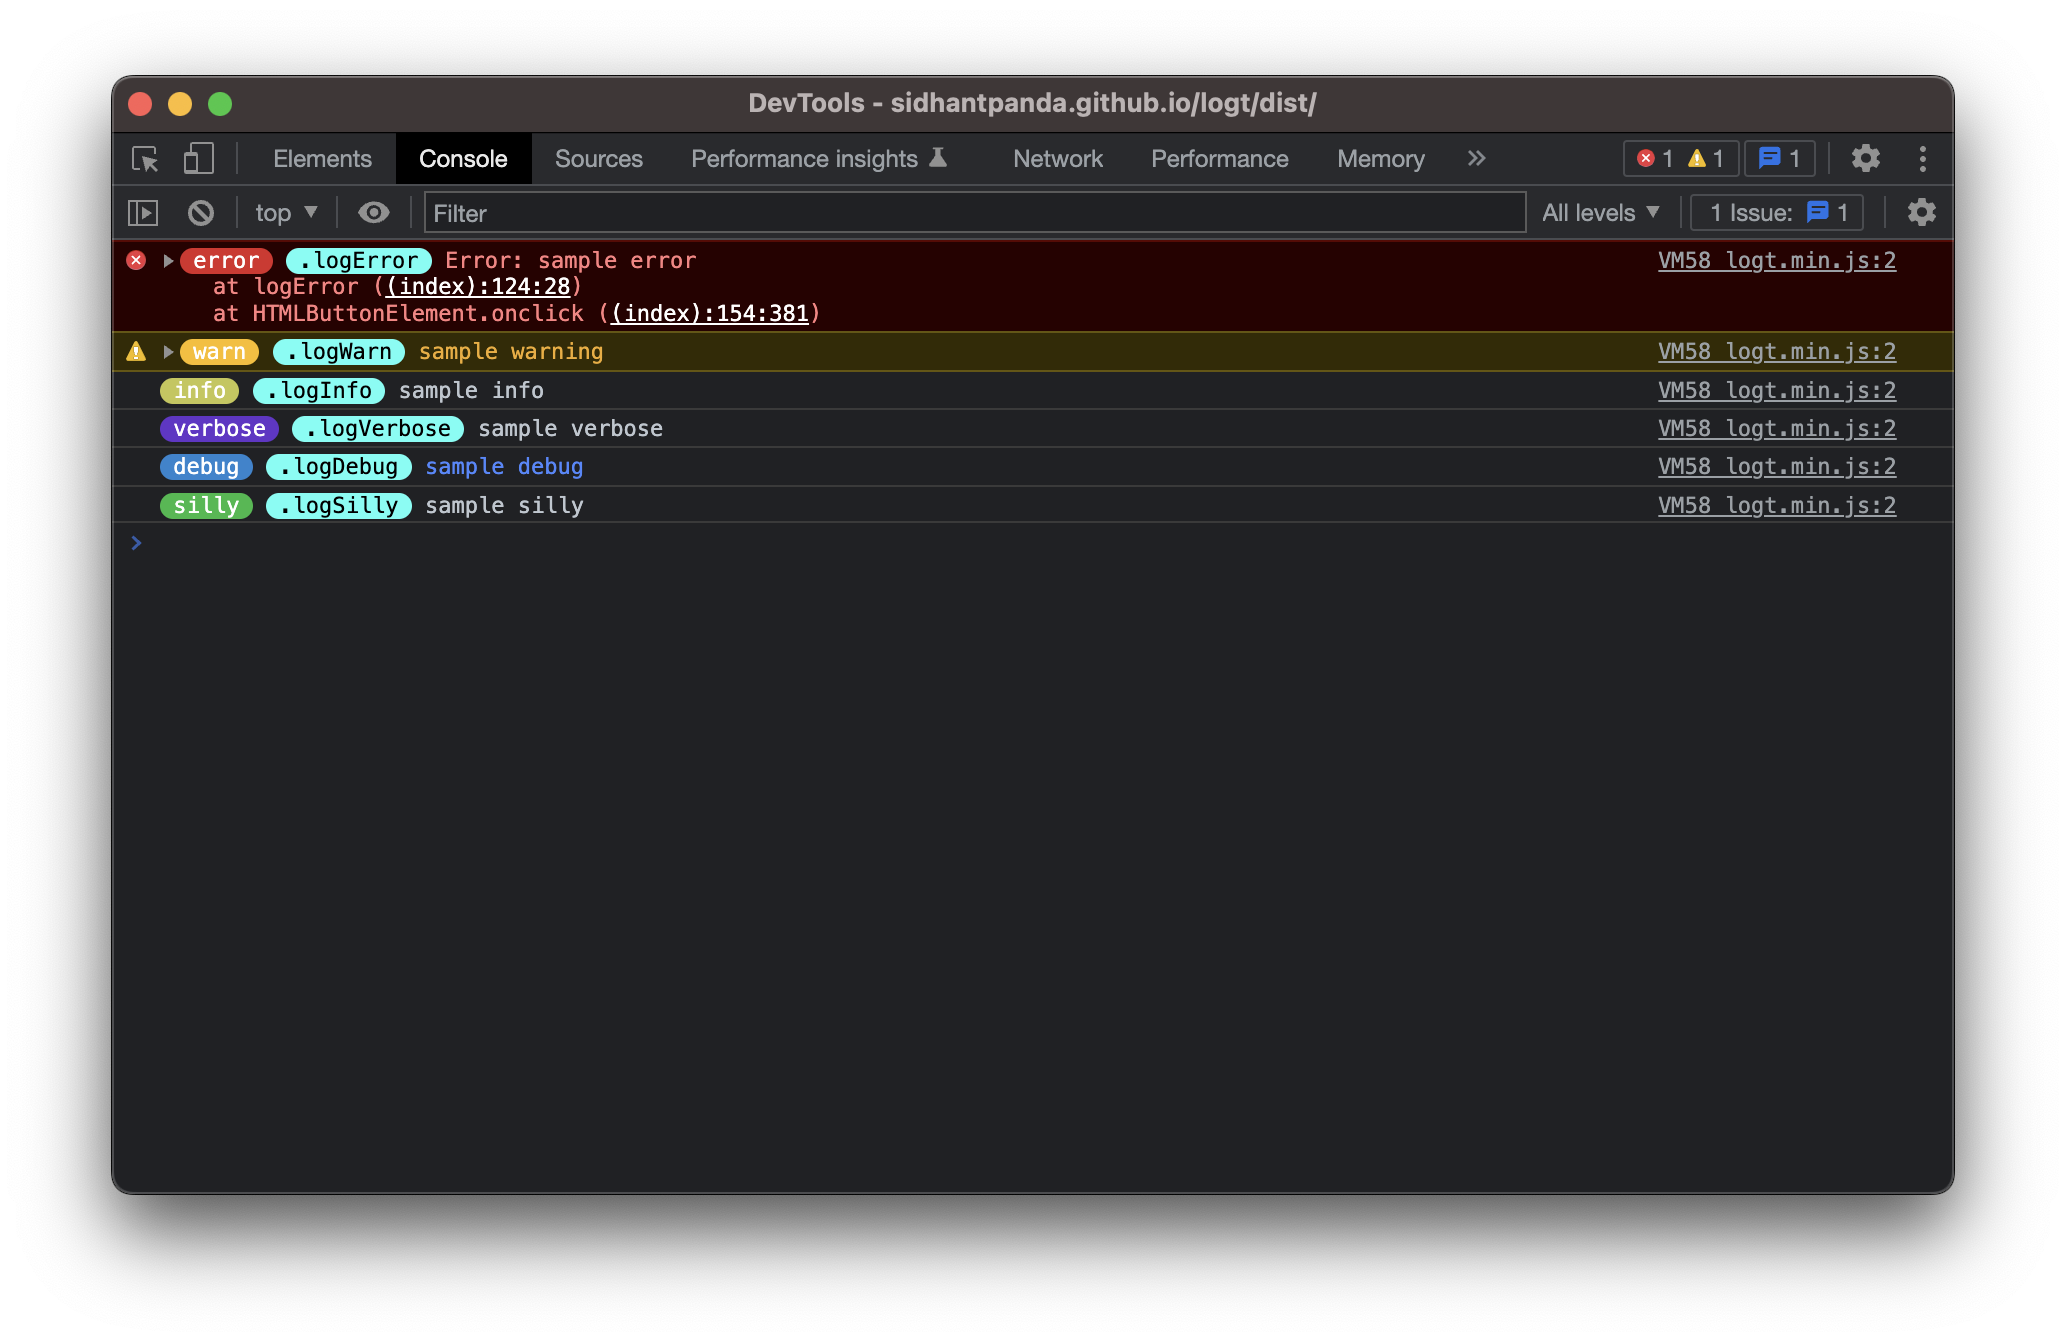 DevTools - sidhantpanda.github.io/logt/dist/
Elements Console Sources Performance insights Network Performance Memory 1 1 1
top Filter All levels 1 Issue: 1
error .logError Error: sample error VM58 logt.min.js:2
at logError ((index):124:28)
at HTMLButtonElement.onclick ((index):154:381)
warn .logWarn sample warning VM58 logt.min.js:2
info .logInfo sample info VM58 logt.min.js:2
verbose .logVerbose sample verbose VM58 logt.min.js:2
debug .logDebug sample debug VM58 logt.min.js:2
silly .logSilly sample silly VM58 logt.min.js:2